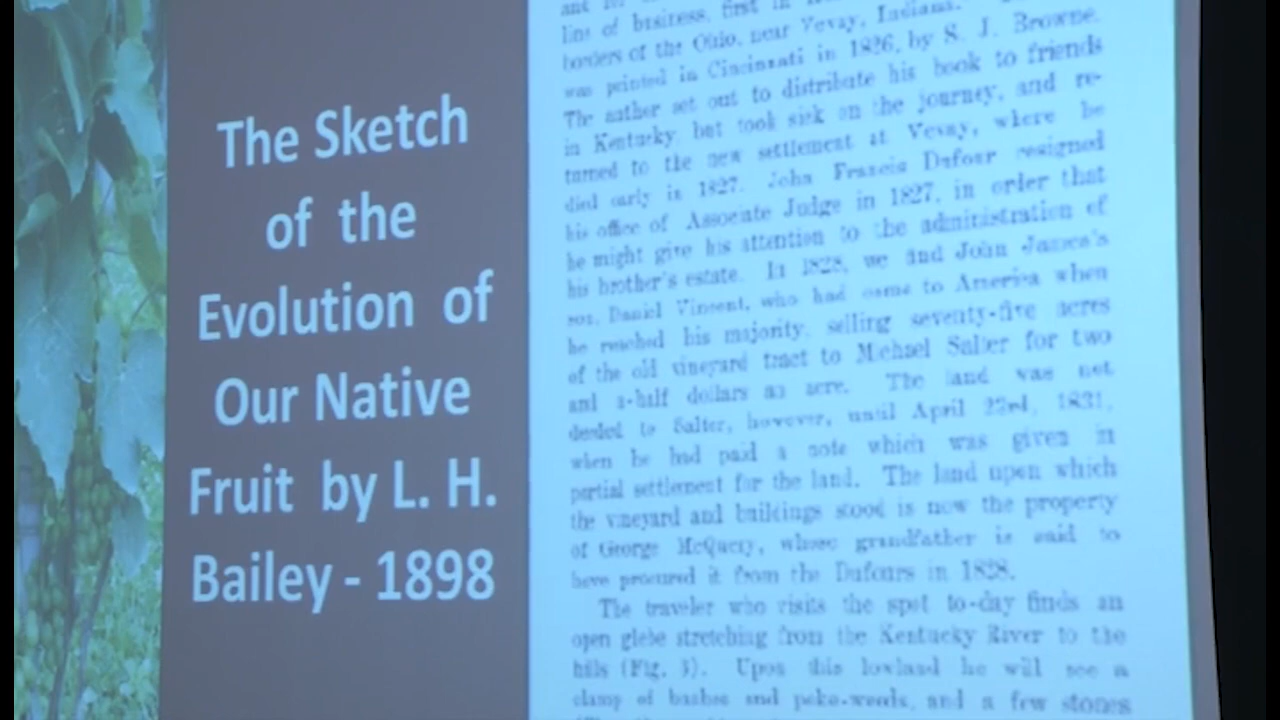 The Sketch
of the
Evolution of
Our Native
Fruit by L. H.
Bailey - 1898
line of business, first in
borders of the Ohio, near Vevay, Indiana.
was printed in Cincinnati in 1826, by S. J. Browne.
The author set out to distribute his book to friends
in Kentucky, but took sick on the journey, and re-
turned to the new settlement at Vevay, where he
died early in 1827. John Francis Dufour resigned
his office of Associate Judge in 1827, in order that
he might give his attention to the administration of
his brother's estate. In 1828, we find John James's
son, Daniel Vincent, who had come to America when
he reached his majority, selling seventy-five acres
of the old vineyard tract to Michael Salter for two
and a-half dollars an acre. The land was not
deeded to Salter, however, until April 23rd, 1831,
when he had paid a note which was given in
partial settlement for the land. The land upon which
the vineyard and buildings stood is now the property
of George McQuery, whose grandfather is said to
have procured it from the Dufours in 1828.
The traveler who visits the spot to-day finds an
open glebe stretching from the Kentucky River to the
hills (Fig. 3). Upon this lowland he will see a
clump of bushes and poke-weeds, and a few stones